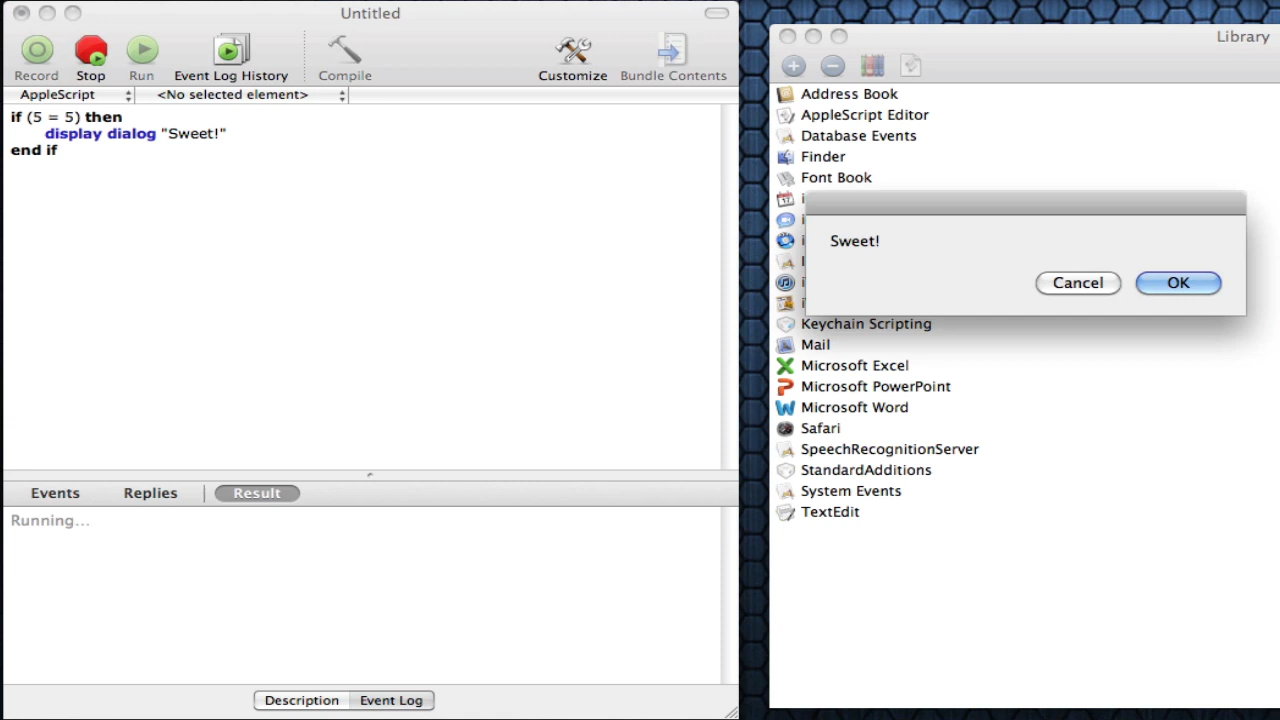 Untitled
Record Stop Run Event Log History Compile Customize Bundle Contents
AppleScript <No selected element>
if (5 = 5) then
display dialog "Sweet!"
end if
Events Replies Result
Running...
Description Event Log
Library
Address Book
AppleScript Editor
Database Events
Finder
Font Book
Sweet!
Cancel OK
Keychain Scripting
Mail
Microsoft Excel
Microsoft PowerPoint
Microsoft Word
Safari
SpeechRecognitionServer
StandardAdditions
System Events
TextEdit